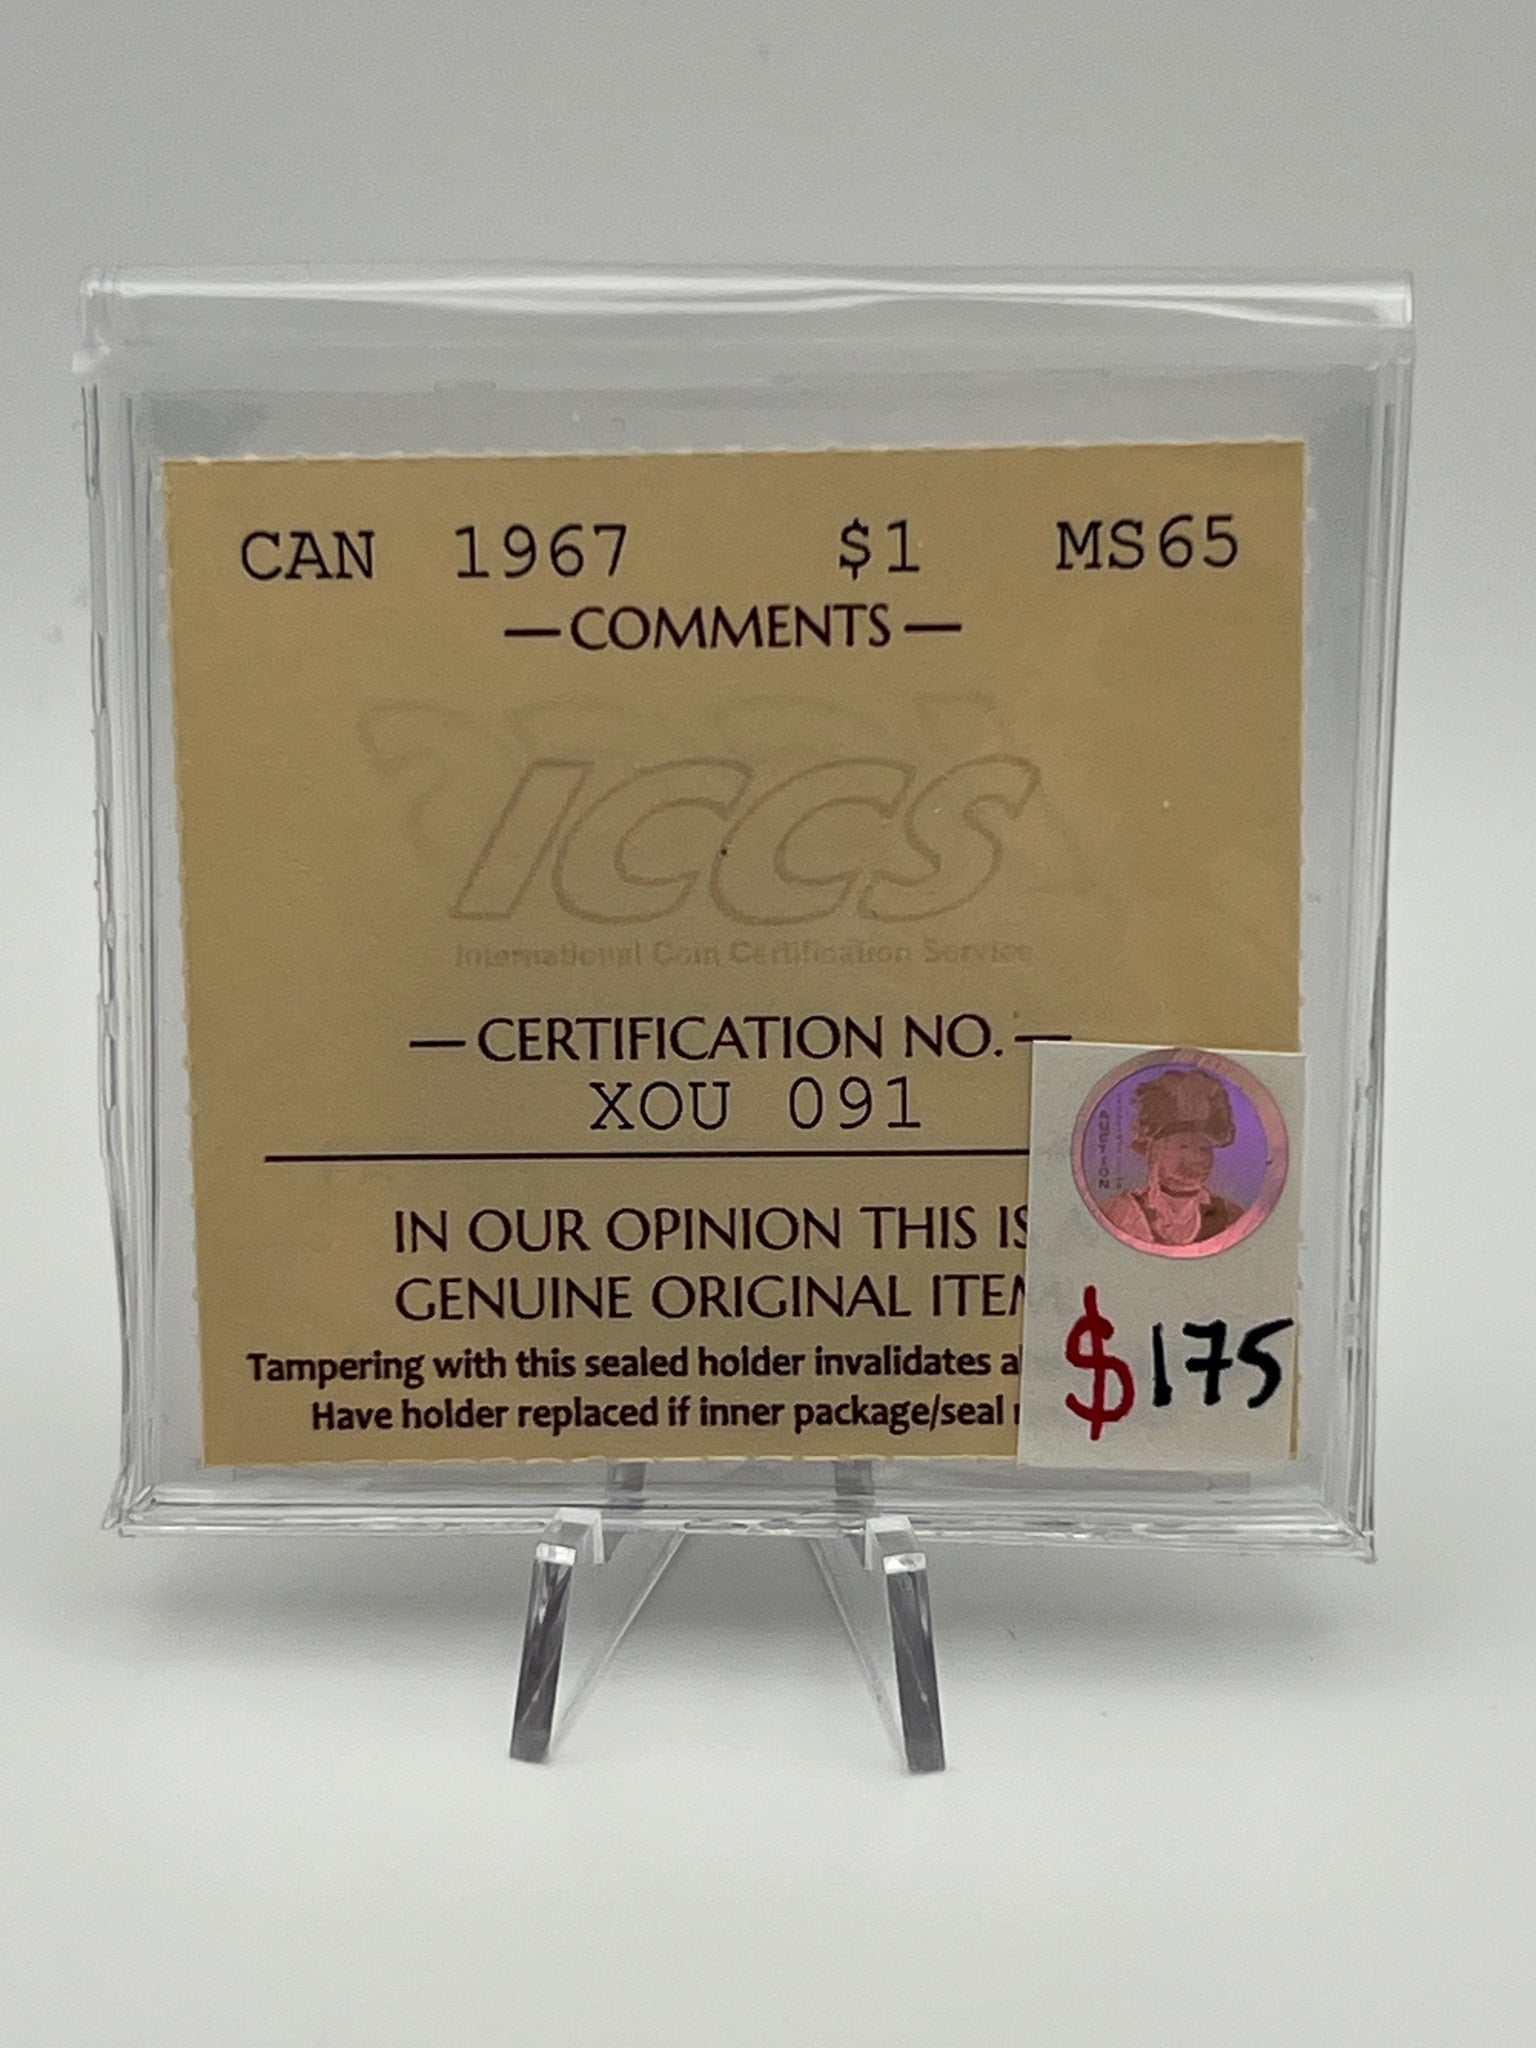 CAN 1967 $1 MS65
—COMMENTS—
ICCS
International Coin Certification Service
—CERTIFICATION NO.—
XOU 091
IN OUR OPINION THIS IS
GENUINE ORIGINAL ITEM
Tampering with this sealed holder invalidates
Have holder replaced if inner package/seal
AUCTION
$175